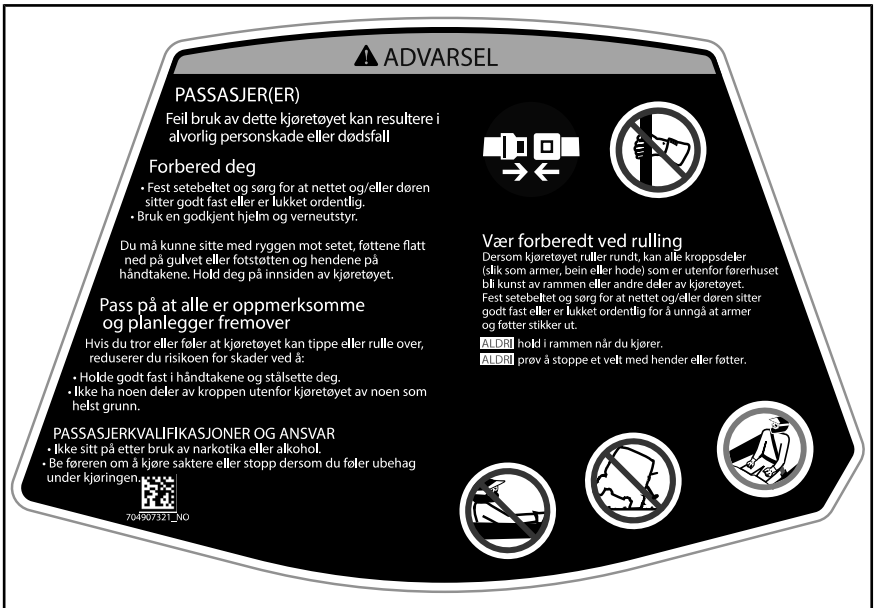 ADVARSEL
PASSASJER(ER)
Feil bruk av dette kjøretøyet kan resultere i
alvorlig personskade eller dødsfall
Forbered deg
• Fest setebeltet og sørg for at nettet og/eller døren
sitter godt fast eller er lukket ordentlig.
• Bruk en godkjent hjelm og verneutstyr.
Du må kunne sitte med ryggen mot setet, føttene flatt
ned på gulvet eller fotstøtten og hendene på
håndtakene. Hold deg på innsiden av kjøretøyet.
Pass på at alle er oppmerksomme
og planlegger fremover
Hvis du tror eller føler at kjøretøyet kan tippe eller rulle over,
reduserer du risikoen for skader ved å:
• Holde godt fast i håndtakene og stålsette deg.
• Ikke ha noen deler av kroppen utenfor kjøretøyet av noen som
helst grunn.
PASSASJERKVALIFIKASJONER OG ANSVAR
• Ikke sitt på etter bruk av narkotika eller alkohol.
• Be føreren om å kjøre saktere eller stopp dersom du føler ubehag
under kjøringen.
704907321_NO
Vær forberedt ved rulling
Dersom kjøretøyet ruller rundt, kan alle kroppsdeler
(slik som armer, bein eller hode) som er utenfor førerhuset
bli kunst av rammen eller andre deler av kjøretøyet.
Fest setebeltet og sørg for at nettet og/eller døren sitter
godt fast eller er lukket ordentlig for å unngå at armer
og føtter stikker ut.
ALDRI hold i rammen når du kjører.
ALDRI prøv å stoppe et velt med hender eller føtter.